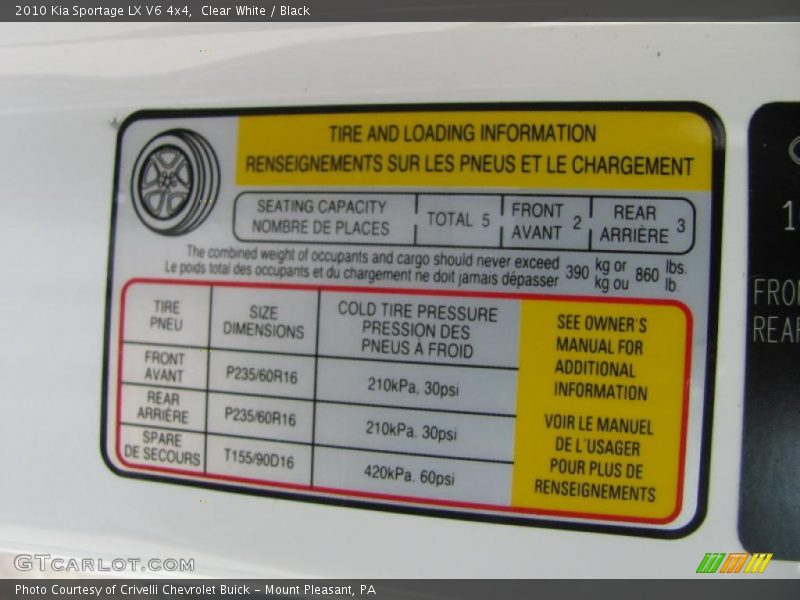 2010 Kia Sportage LX V6 4x4, Clear White / Black
TIRE AND LOADING INFORMATION
RENSEIGNEMENTS SUR LES PNEUS ET LE CHARGEMENT
SEATING CAPACITY
NOMBRE DE PLACES
TOTAL 5
FRONT
AVANT
2
REAR
ARRIÈRE
3
The combined weight of occupants and cargo should never exceed
Le poids total des occupants et du chargement ne doit jamais dépasser
390
kg or
kg ou
860
lbs.
lb.
TIRE
PNEU
SIZE
DIMENSIONS
COLD TIRE PRESSURE
PRESSION DES
PNEUS À FROID
FRONT
AVANT
P235/60R16
210kPa, 30psi
REAR
ARRIÈRE
P235/60R16
210kPa. 30psi
SPARE
DE SECOURS
T155/90D16
420kPa. 60psi
SEE OWNER'S
MANUAL FOR
ADDITIONAL
INFORMATION
VOIR LE MANUEL
DE L'USAGER
POUR PLUS DE
RENSEIGNEMENTS
1
FRO
REA
GTCARLOT.COM
Photo Courtesy of Crivelli Chevrolet Buick - Mount Pleasant, PA